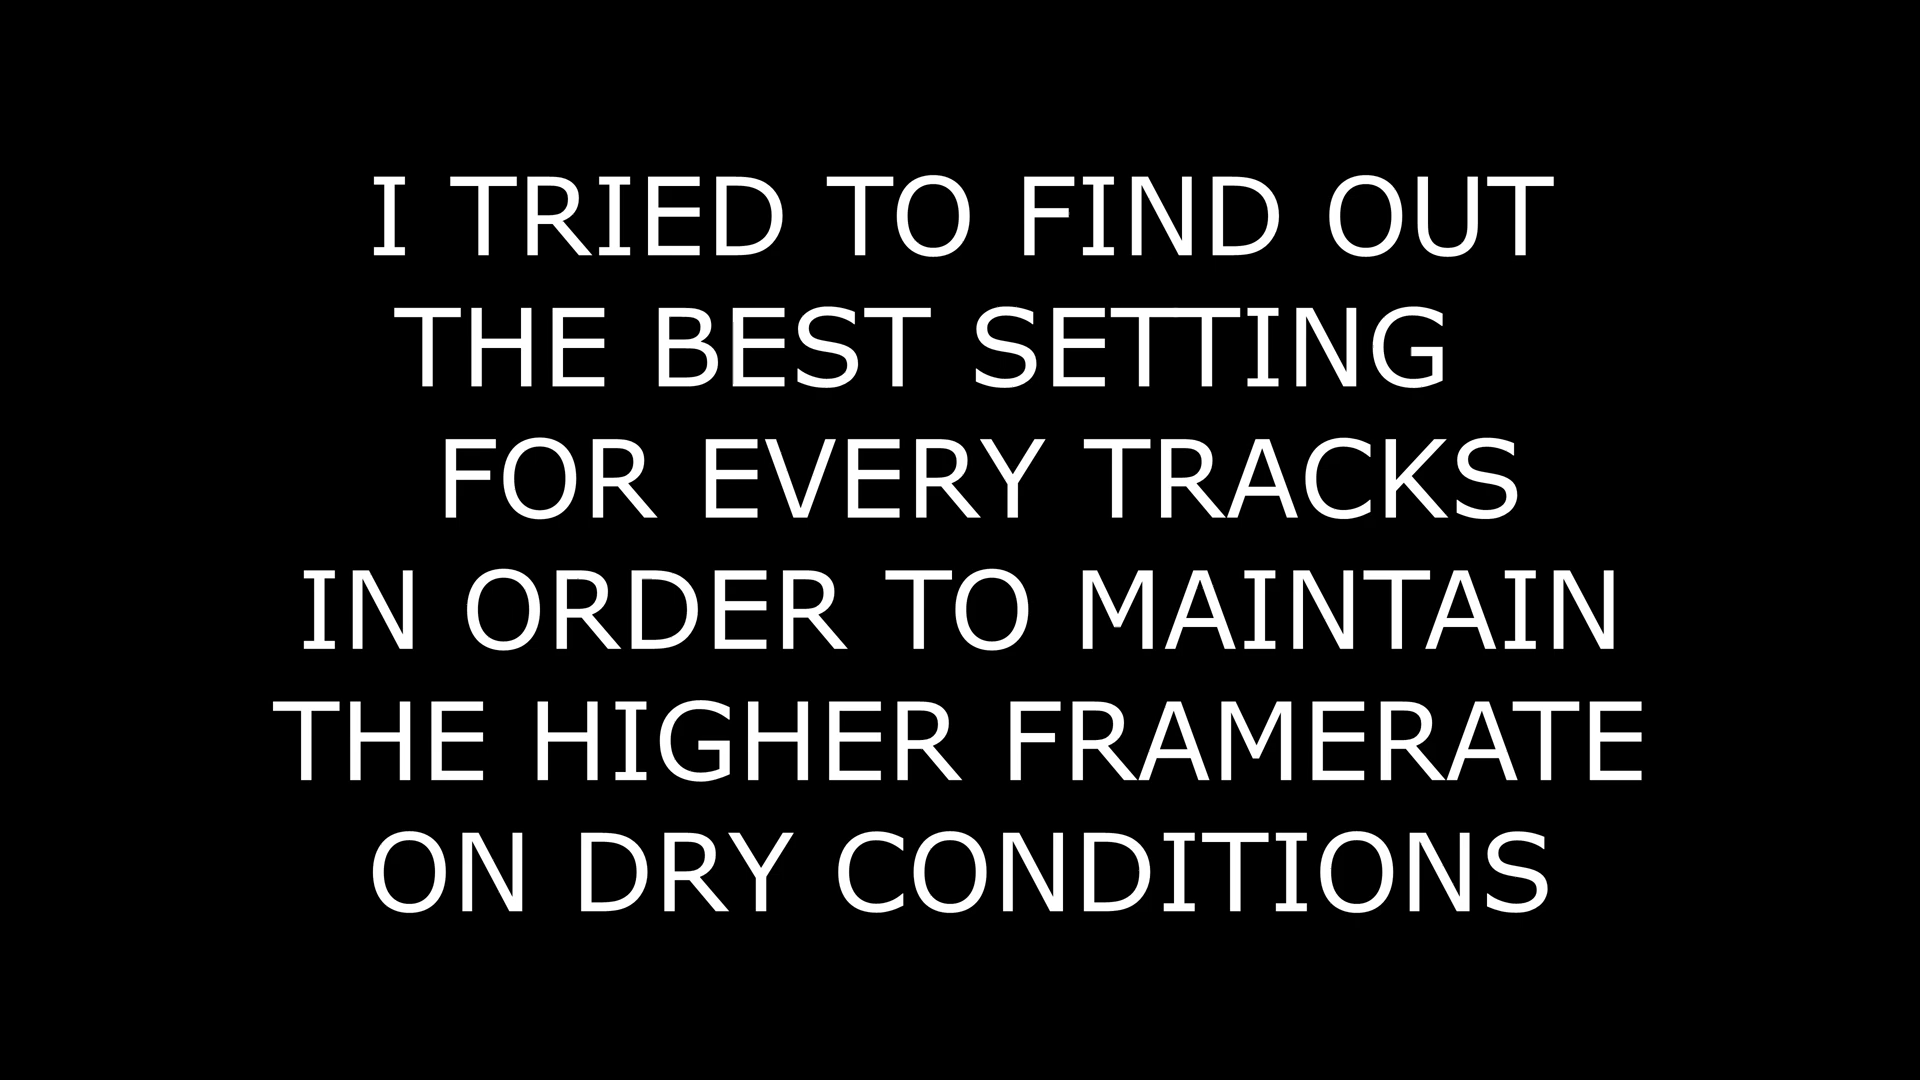 I TRIED TO FIND OUT
THE BEST SETTING
FOR EVERY TRACKS
IN ORDER TO MAINTAIN
THE HIGHER FRAMERATE
ON DRY CONDITIONS